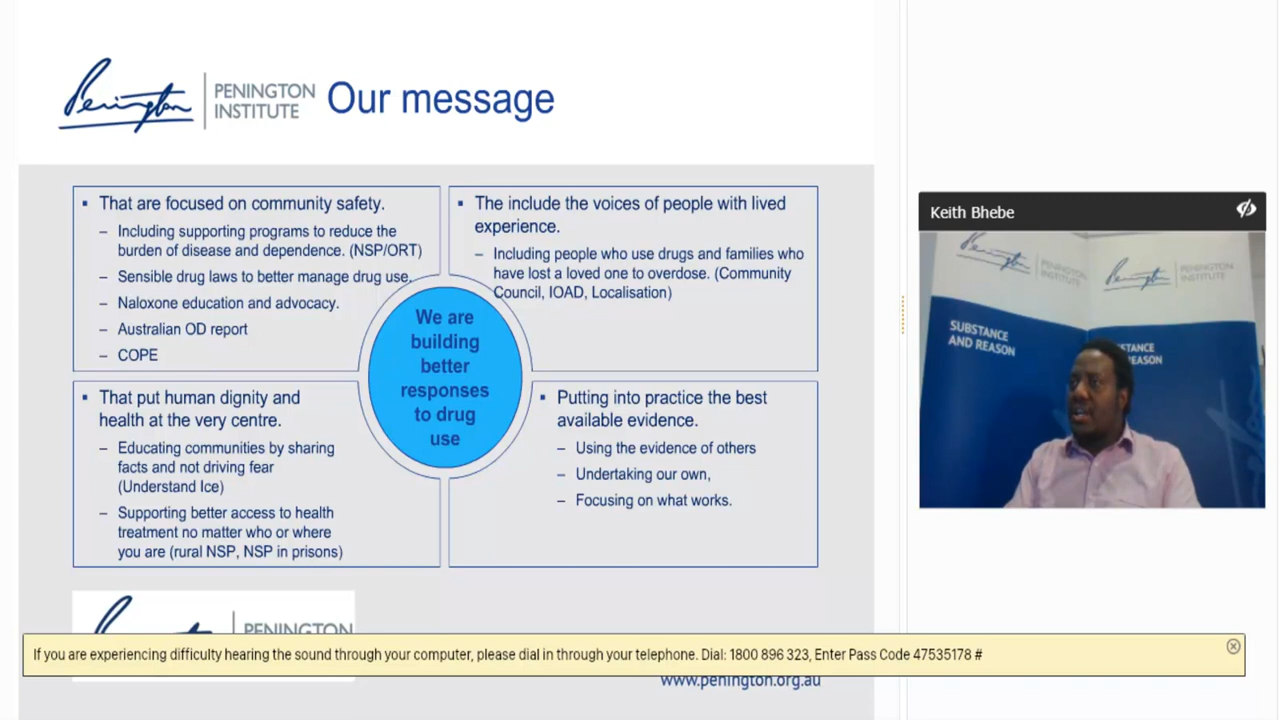 Penington
PENINGTON
INSTITUTE
Our message
▪ That are focused on community safety.
– Including supporting programs to reduce the
burden of disease and dependence. (NSP/ORT)
– Sensible drug laws to better manage drug use.
– Naloxone education and advocacy.
– Australian OD report
– COPE
▪ The include the voices of people with lived
experience.
– Including people who use drugs and families who
have lost a loved one to overdose. (Community
Council, IOAD, Localisation)
We are
building
better
responses
to drug
use
▪ That put human dignity and
health at the very centre.
– Educating communities by sharing
facts and not driving fear
(Understand Ice)
– Supporting better access to health
treatment no matter who or where
you are (rural NSP, NSP in prisons)
▪ Putting into practice the best
available evidence.
– Using the evidence of others
– Undertaking our own,
– Focusing on what works.
PENINGTON
If you are experiencing difficulty hearing the sound through your computer, please dial in through your telephone. Dial: 1800 896 323, Enter Pass Code 47535178 #
www.penington.org.au
Keith Bhebe
PENINGTON
INSTITUTE
PENINGTON
INSTITUTE
SUBSTANCE
AND REASON
STANCE
REASON